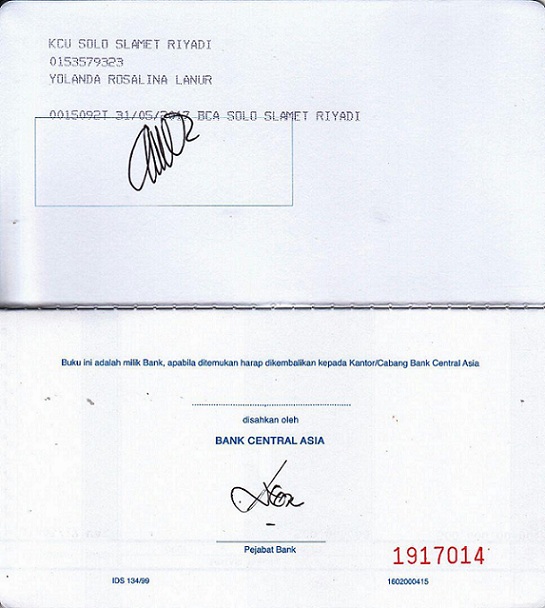 KCU SOLO SLAMET RIYADI
0153579323
YOLANDA ROSALINA LANUR
0015092T 31/05/2017 BCA SOLO SLAMET RIYADI
Buku ini adalah milik Bank, apabila ditemukan harap dikembalikan kepada Kantor/Cabang Bank Central Asia
disahkan oleh
BANK CENTRAL ASIA
Pejabat Bank
1917014
IDS 134/99
1602000415